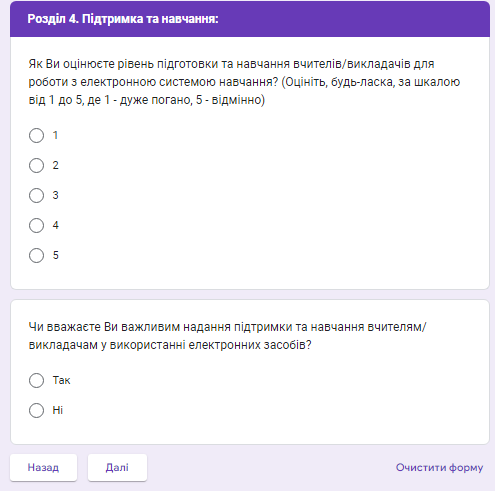 Розділ 4. Підтримка та навчання:
Як Ви оцінюєте рівень підготовки та навчання вчителів/викладачів для
роботи з електронною системою навчання? (Оцініть, будь-ласка, за шкалою
від 1 до 5, де 1 - дуже погано, 5 - відмінно)
1
2
3
4
5
Чи вважаєте Ви важливим надання підтримки та навчання вчителям/
викладачам у використанні електронних засобів?
Так
Ні
Назад Далі Очистити форму